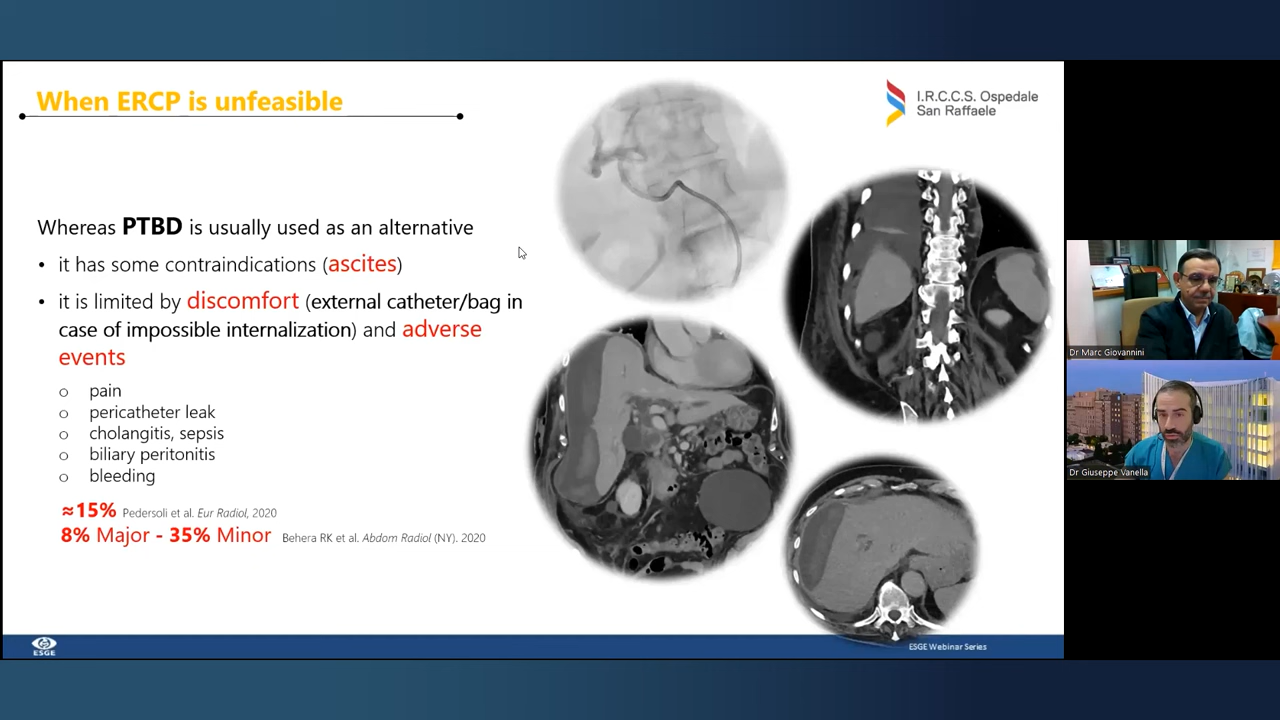 When ERCP is unfeasible
I.R.C.C.S. Ospedale
San Raffaele
Whereas PTBD is usually used as an alternative
• it has some contraindications (ascites)
• it is limited by discomfort (external catheter/bag in
case of impossible internalization) and adverse
events
o pain
o pericatheter leak
o cholangitis, sepsis
o biliary peritonitis
o bleeding
≈15% Pedersoli et al. Eur Radiol, 2020
8% Major - 35% Minor Behera RK et al. Abdom Radiol (NY). 2020
ESGE
ESGE Webinar Series
Dr Marc Giovannini
Dr Giuseppe Vanella